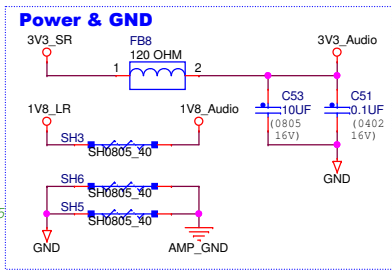 Power & GND
3V3_SR FB8 3V3_Audio
120 OHM
1 2
C53 C51
10UF 0.1UF
(0805 (0402
16V) 16V)
1V8_LR 1V8_Audio
SH3
SH0805_40
GND
SH6
SH0805_40
SH5
SH0805_40
GND AMP_GND